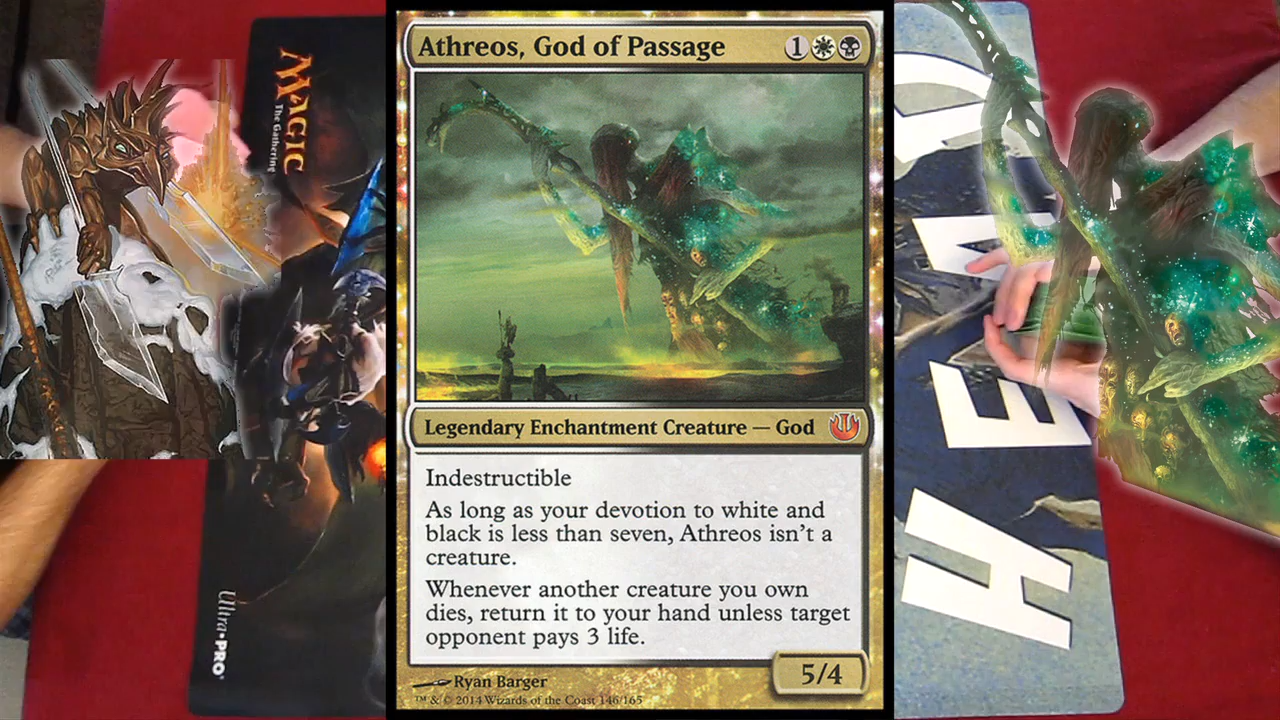 MAGIC
The Gathering
Ultra•PRO
Athreos, God of Passage
1
Legendary Enchantment Creature — God
Indestructible
As long as your devotion to white and
black is less than seven, Athreos isn't a
creature.
Whenever another creature you own
dies, return it to your hand unless target
opponent pays 3 life.
5/4
Ryan Barger
™ & © 2014 Wizards of the Coast 146/165